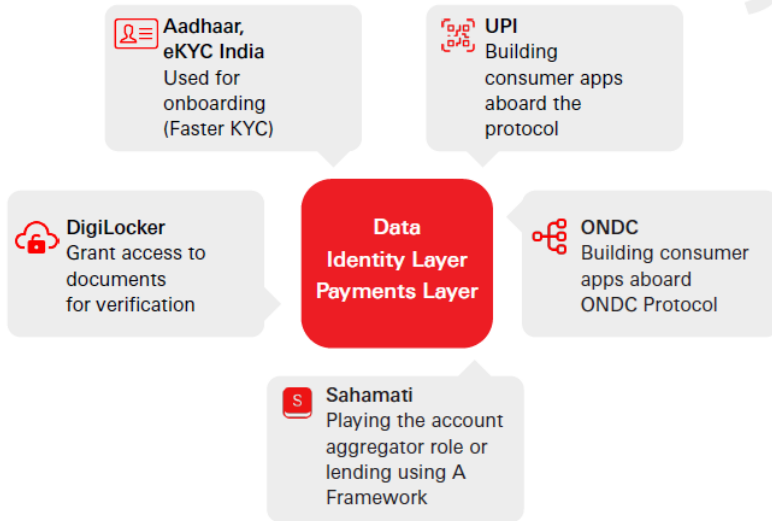 Aadhaar,
eKYC India
Used for
onboarding
(Faster KYC)
UPI
Building
consumer apps
aboard the
protocol
DigiLocker
Grant access to
documents
for verification
Data
Identity Layer
Payments Layer
ONDC
Building consumer
apps aboard
ONDC Protocol
S
Sahamati
Playing the account
aggregator role or
lending using A
Framework